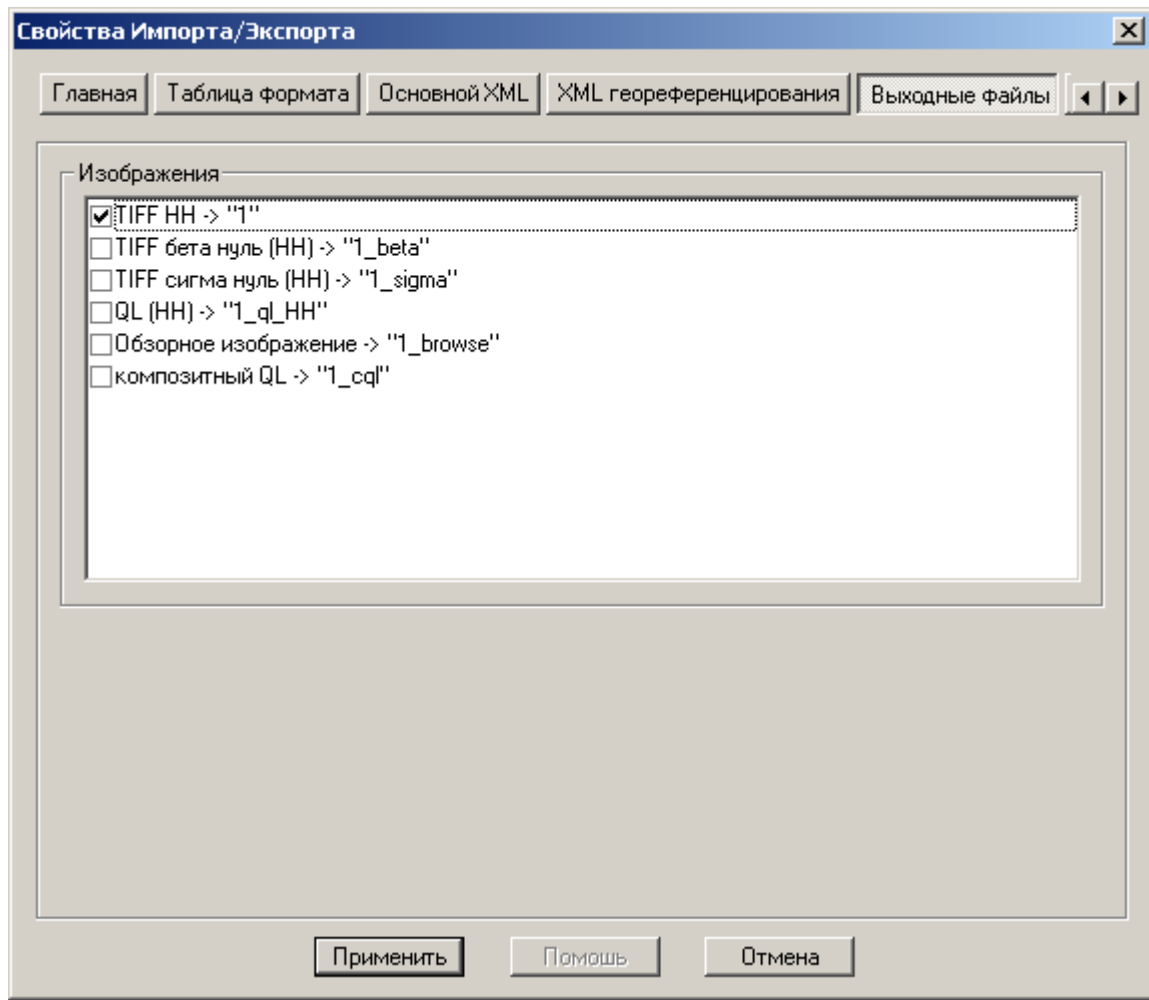 Свойства Импорта/Экспорта
Главная Таблица формата Основной XML XML геореференцирования Выходные файлы
Изображения
TIFF HH -> "1"
TIFF бета нуль (HH) -> "1_beta"
TIFF сигма нуль (HH) -> "1_sigma"
QL (HH) -> "1_ql_HH"
Обзорное изображение -> "1_browse"
композитный QL -> "1_cql"
Применить Помошь Отмена